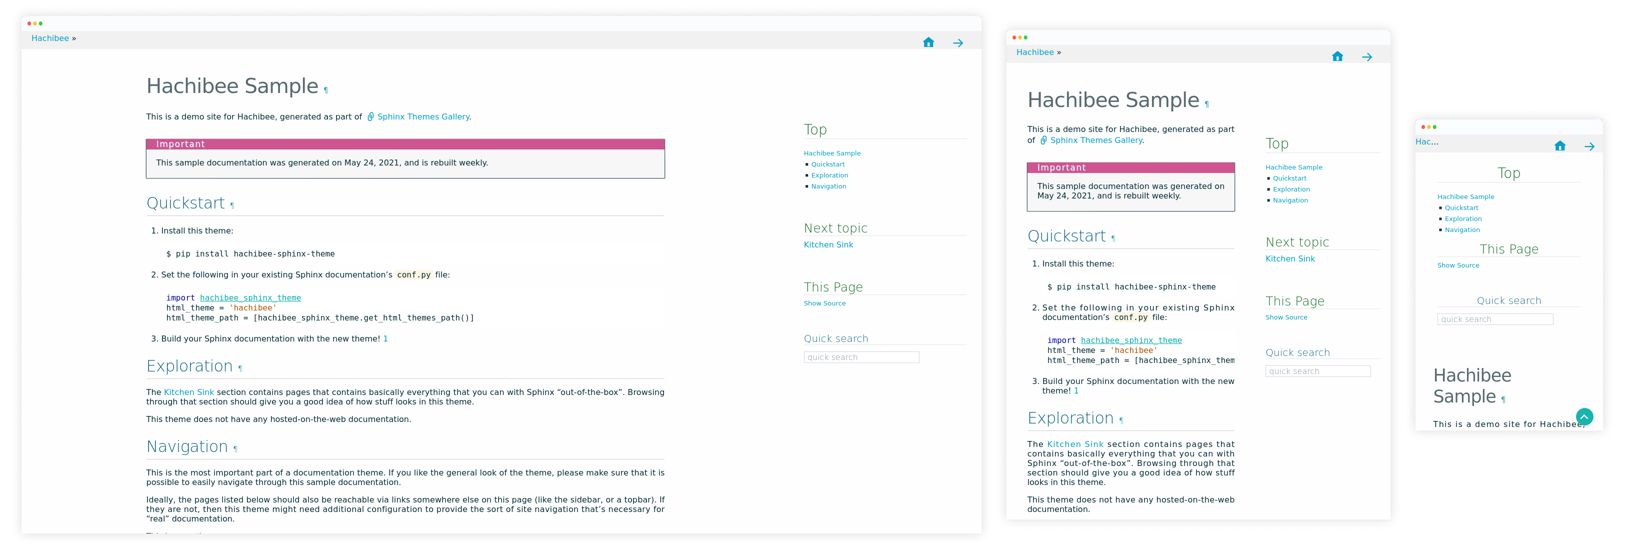 Hachibee »
Hachibee Sample ¶
This is a demo site for Hachibee, generated as part of Sphinx Themes Gallery.
Important
This sample documentation was generated on May 24, 2021, and is rebuilt weekly.
Quickstart ¶
1. Install this theme:
$ pip install hachibee-sphinx-theme
2. Set the following in your existing Sphinx documentation’s conf.py file:
import hachibee_sphinx_theme
html_theme = 'hachibee'
html_theme_path = [hachibee_sphinx_theme.get_html_themes_path()]
3. Build your Sphinx documentation with the new theme! 1
Exploration ¶
The Kitchen Sink section contains pages that contains basically everything that you can with Sphinx “out-of-the-box”. Browsing
through that section should give you a good idea of how stuff looks in this theme.
This theme does not have any hosted-on-the-web documentation.
Navigation ¶
This is the most important part of a documentation theme. If you like the general look of the theme, please make sure that it is
possible to easily navigate through this sample documentation.
Ideally, the pages listed below should also be reachable via links somewhere else on this page (like the sidebar, or a topbar). If
they are not, then this theme might need additional configuration to provide the sort of site navigation that’s necessary for
“real” documentation.
Top
Hachibee Sample
▪ Quickstart
▪ Exploration
▪ Navigation
Next topic
Kitchen Sink
This Page
Show Source
Quick search
quick search
Hachibee »
Hachibee Sample ¶
This is a demo site for Hachibee, generated as part
of Sphinx Themes Gallery.
Important
This sample documentation was generated on
May 24, 2021, and is rebuilt weekly.
Quickstart ¶
1. Install this theme:
$ pip install hachibee-sphinx-theme
2. Set the following in your existing Sphinx
documentation’s conf.py file:
import hachibee_sphinx_theme
html_theme = 'hachibee'
html_theme_path = [hachibee_sphinx_them
3. Build your Sphinx documentation with the new
theme! 1
Exploration ¶
The Kitchen Sink section contains pages that
contains basically everything that you can with
Sphinx “out-of-the-box”. Browsing through that
section should give you a good idea of how stuff
looks in this theme.
This theme does not have any hosted-on-the-web
documentation.
Top
Hachibee Sample
▪ Quickstart
▪ Exploration
▪ Navigation
Next topic
Kitchen Sink
This Page
Show Source
Quick search
quick search
Hac...
Top
Hachibee Sample
▪ Quickstart
▪ Exploration
▪ Navigation
This Page
Show Source
Quick search
quick search
Hachibee
Sample ¶
This is a demo site for Hachibee,